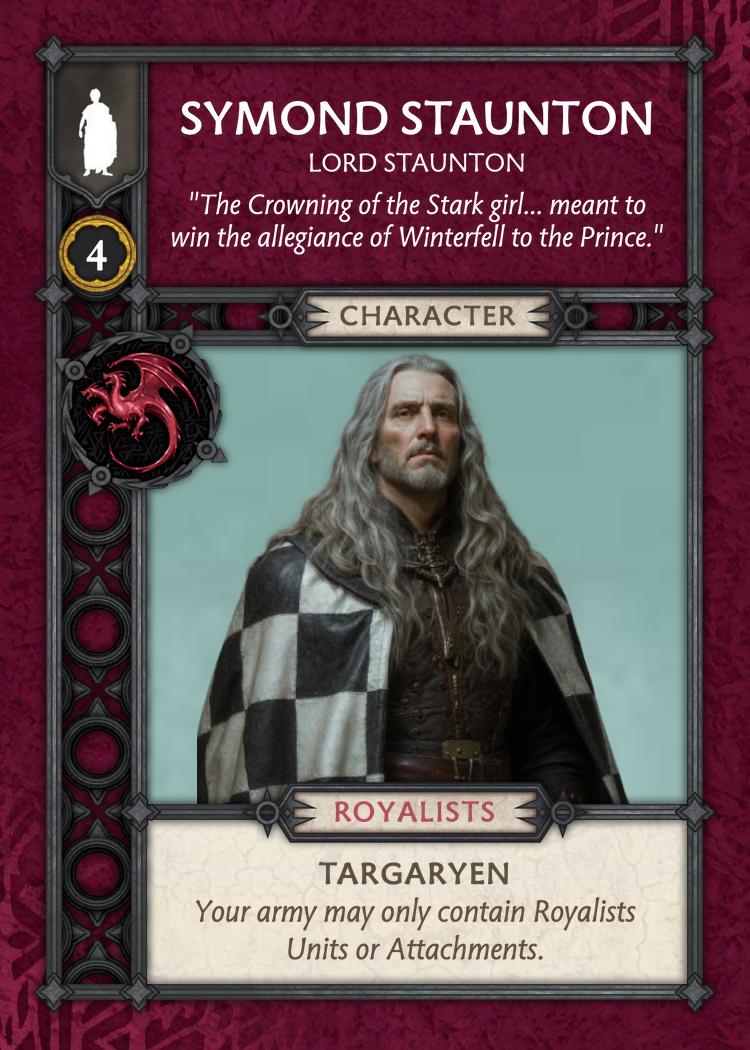 SYMOND STAUNTON
LORD STAUNTON
"The Crowning of the Stark girl... meant to
win the allegiance of Winterfell to the Prince."
4
CHARACTER
ROYALISTS
TARGARYEN
Your army may only contain Royalists
Units or Attachments.